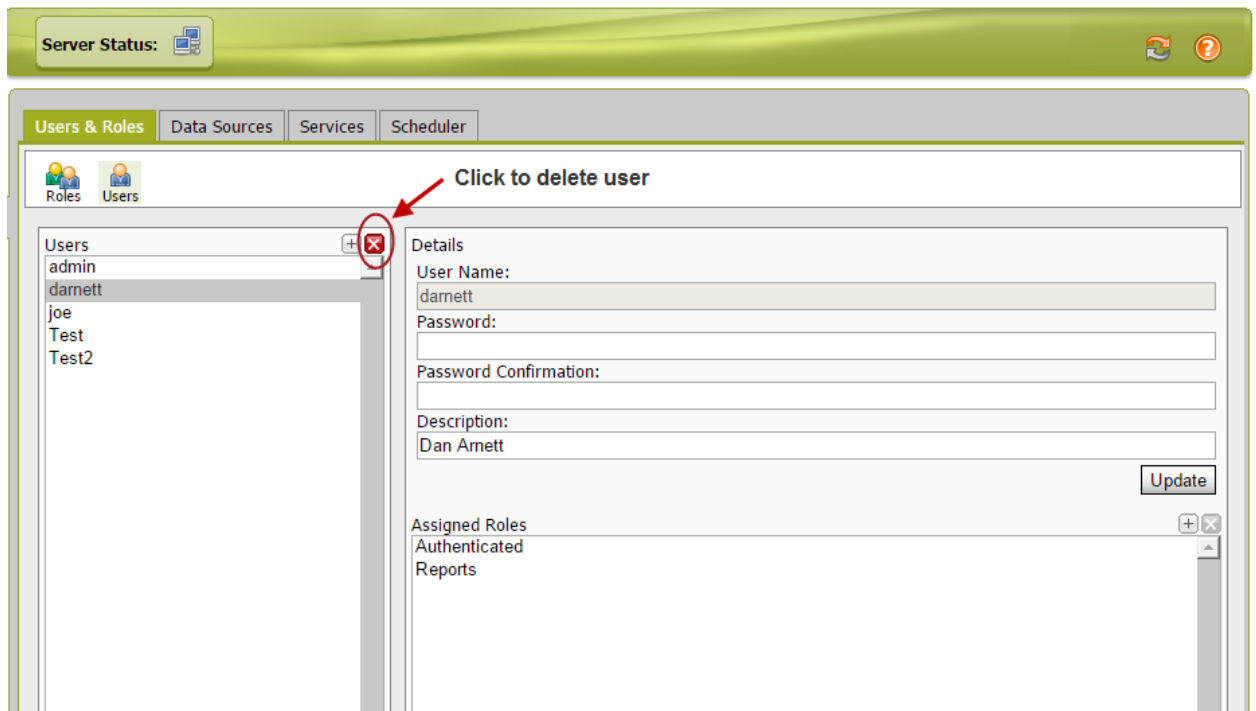 Server Status:
Users & Roles
Data Sources
Services
Scheduler
Roles
Users
Click to delete user
Users
admin
darnett
joe
Test
Test2
Details
User Name:
darnett
Password:
Password Confirmation:
Description:
Dan Arnett
Update
Assigned Roles
Authenticated
Reports